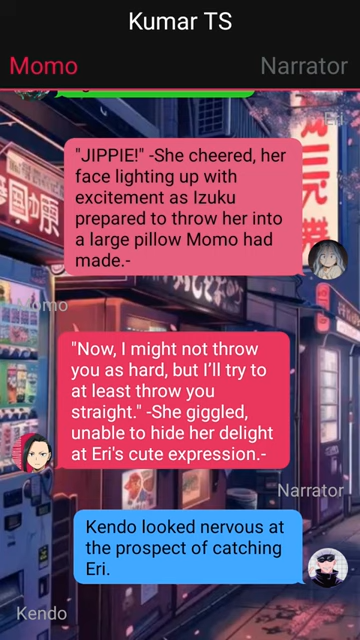 Kumar TS
Momo
Narrator
Eri
"JIPPIE!" -She cheered, her
face lighting up with
excitement as Izuku
prepared to throw her into
a large pillow Momo had
made.-
Momo
"Now, I might not throw
you as hard, but I'll try to
at least throw you
straight." -She giggled,
unable to hide her delight
at Eri's cute expression.-
Narrator
Kendo looked nervous at
the prospect of catching
Eri.
Kendo